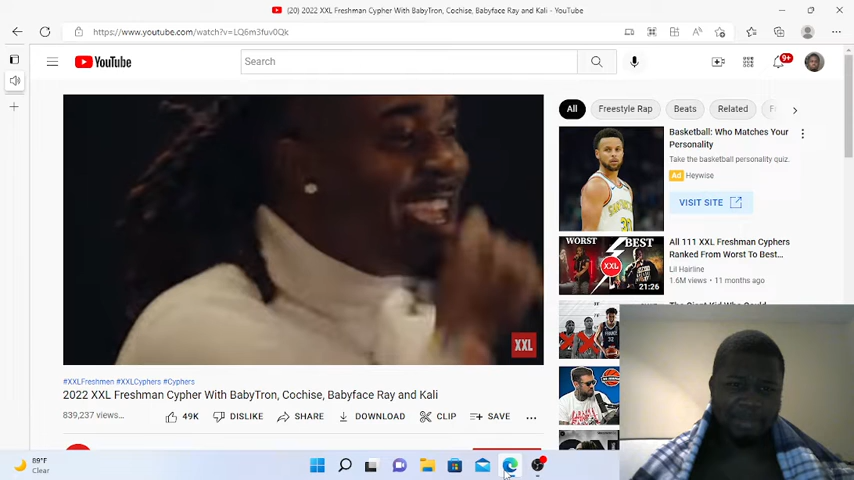 (20) 2022 XXL Freshman Cypher With BabyTron, Cochise, Babyface Ray and Kali - YouTube
https://www.youtube.com/watch?v=LQ6m3fuv0Qk
YouTube
Search
9+
All
Freestyle Rap
Beats
Related
Basketball: Who Matches Your
Personality
Take the basketball personality quiz.
Ad Heywise
VISIT SITE
WORST
BEST
XXL
21:26
All 111 XXL Freshman Cyphers
Ranked From Worst To Best...
Lil Hairline
1.6M views • 11 months ago
XXL
#XXLFreshmen #XXLCyphers #Cyphers
2022 XXL Freshman Cypher With BabyTron, Cochise, Babyface Ray and Kali
839,237 views...
49K
DISLIKE
SHARE
DOWNLOAD
CLIP
SAVE
89°F
Clear